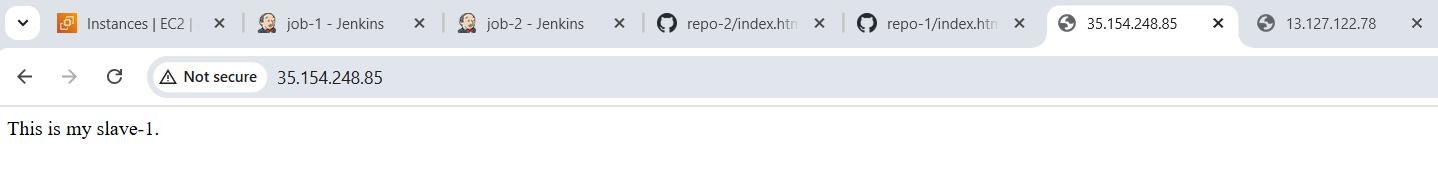 Instances | EC2 |
job-1 - Jenkins
job-2 - Jenkins
repo-2/index.htm
repo-1/index.htm
35.154.248.85
13.127.122.78
Not secure
35.154.248.85
This is my slave-1.